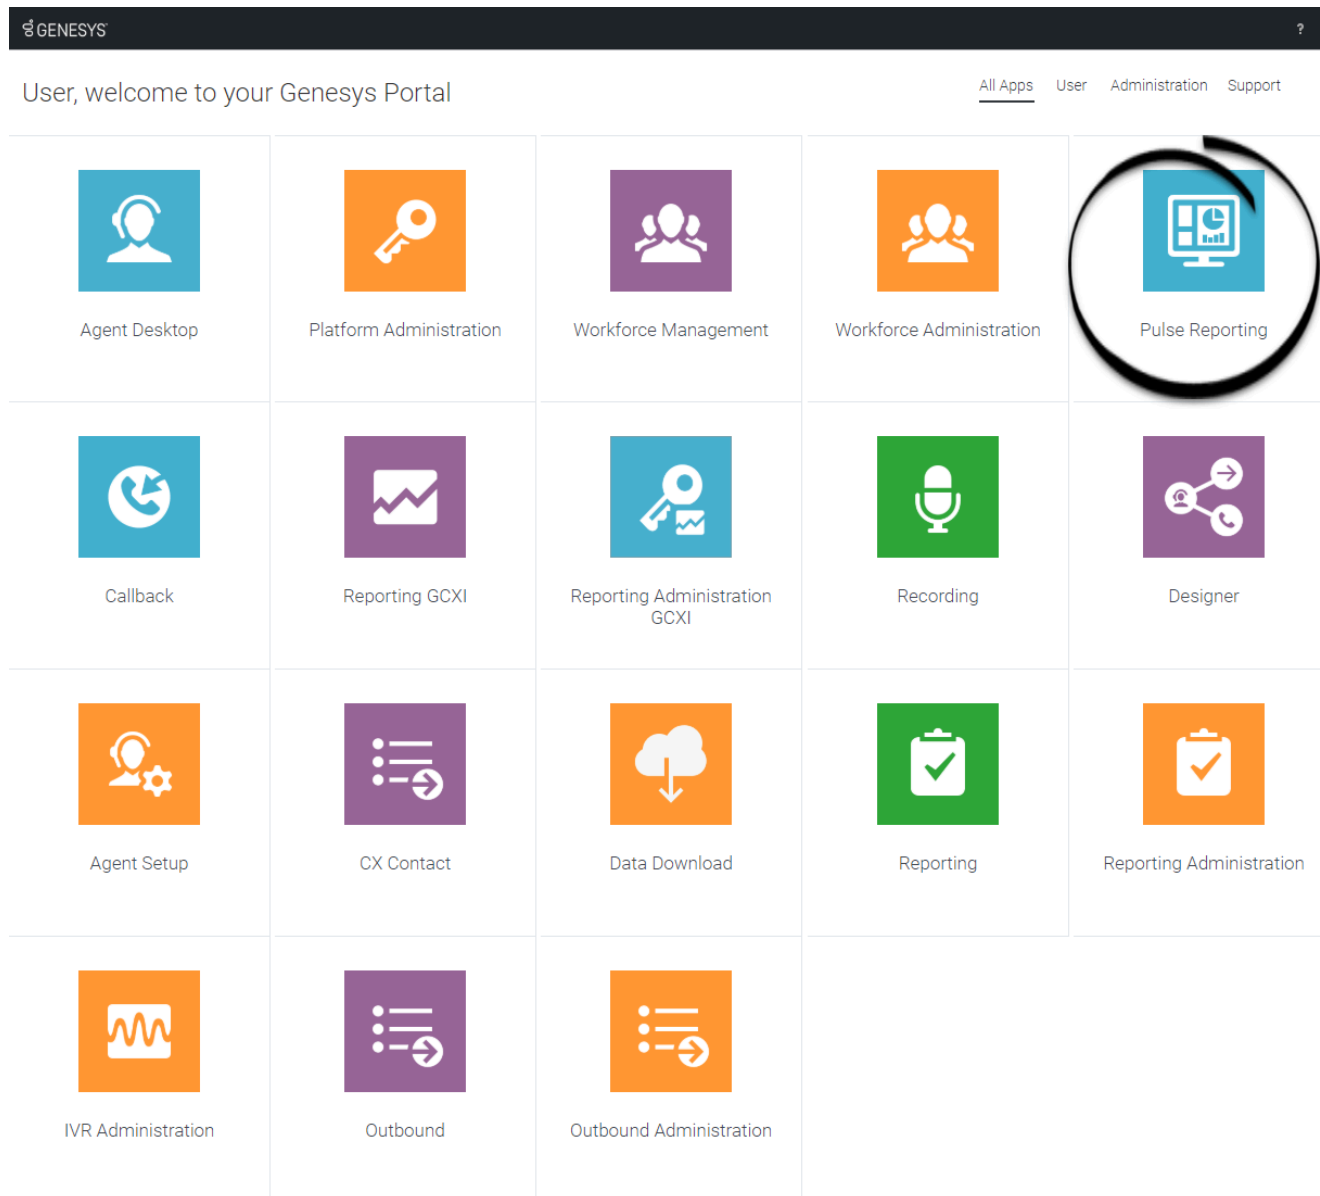 GENESYS
?
User, welcome to your Genesys Portal
All Apps User Administration Support
Agent Desktop
Platform Administration
Workforce Management
Workforce Administration
Pulse Reporting
Callback
Reporting GCXI
Reporting Administration
GCXI
Recording
Designer
Agent Setup
CX Contact
Data Download
Reporting
Reporting Administration
IVR Administration
Outbound
Outbound Administration